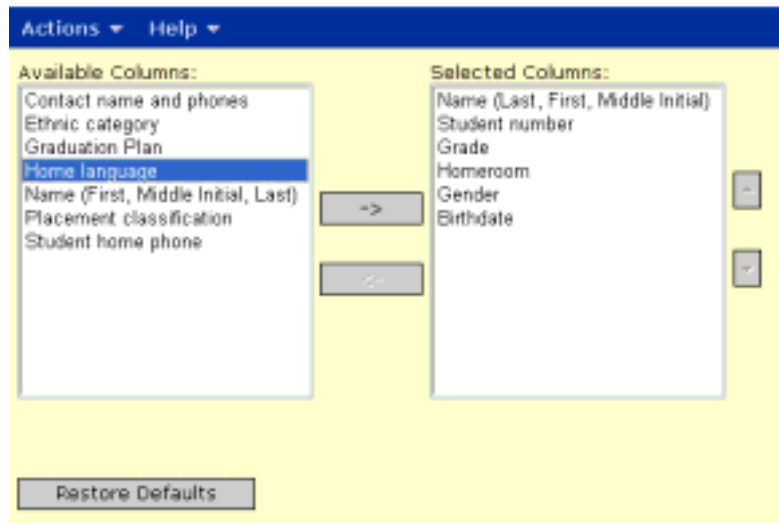 Actions Help
Available Columns:
Contact name and phones
Ethnic category
Graduation Plan
Home language
Name (First, Middle Initial, Last)
Placement classification
Student home phone
->
<-
Selected Columns:
Name (Last, First, Middle Initial)
Student number
Grade
Homeroom
Gender
Birthdate
Restore Defaults